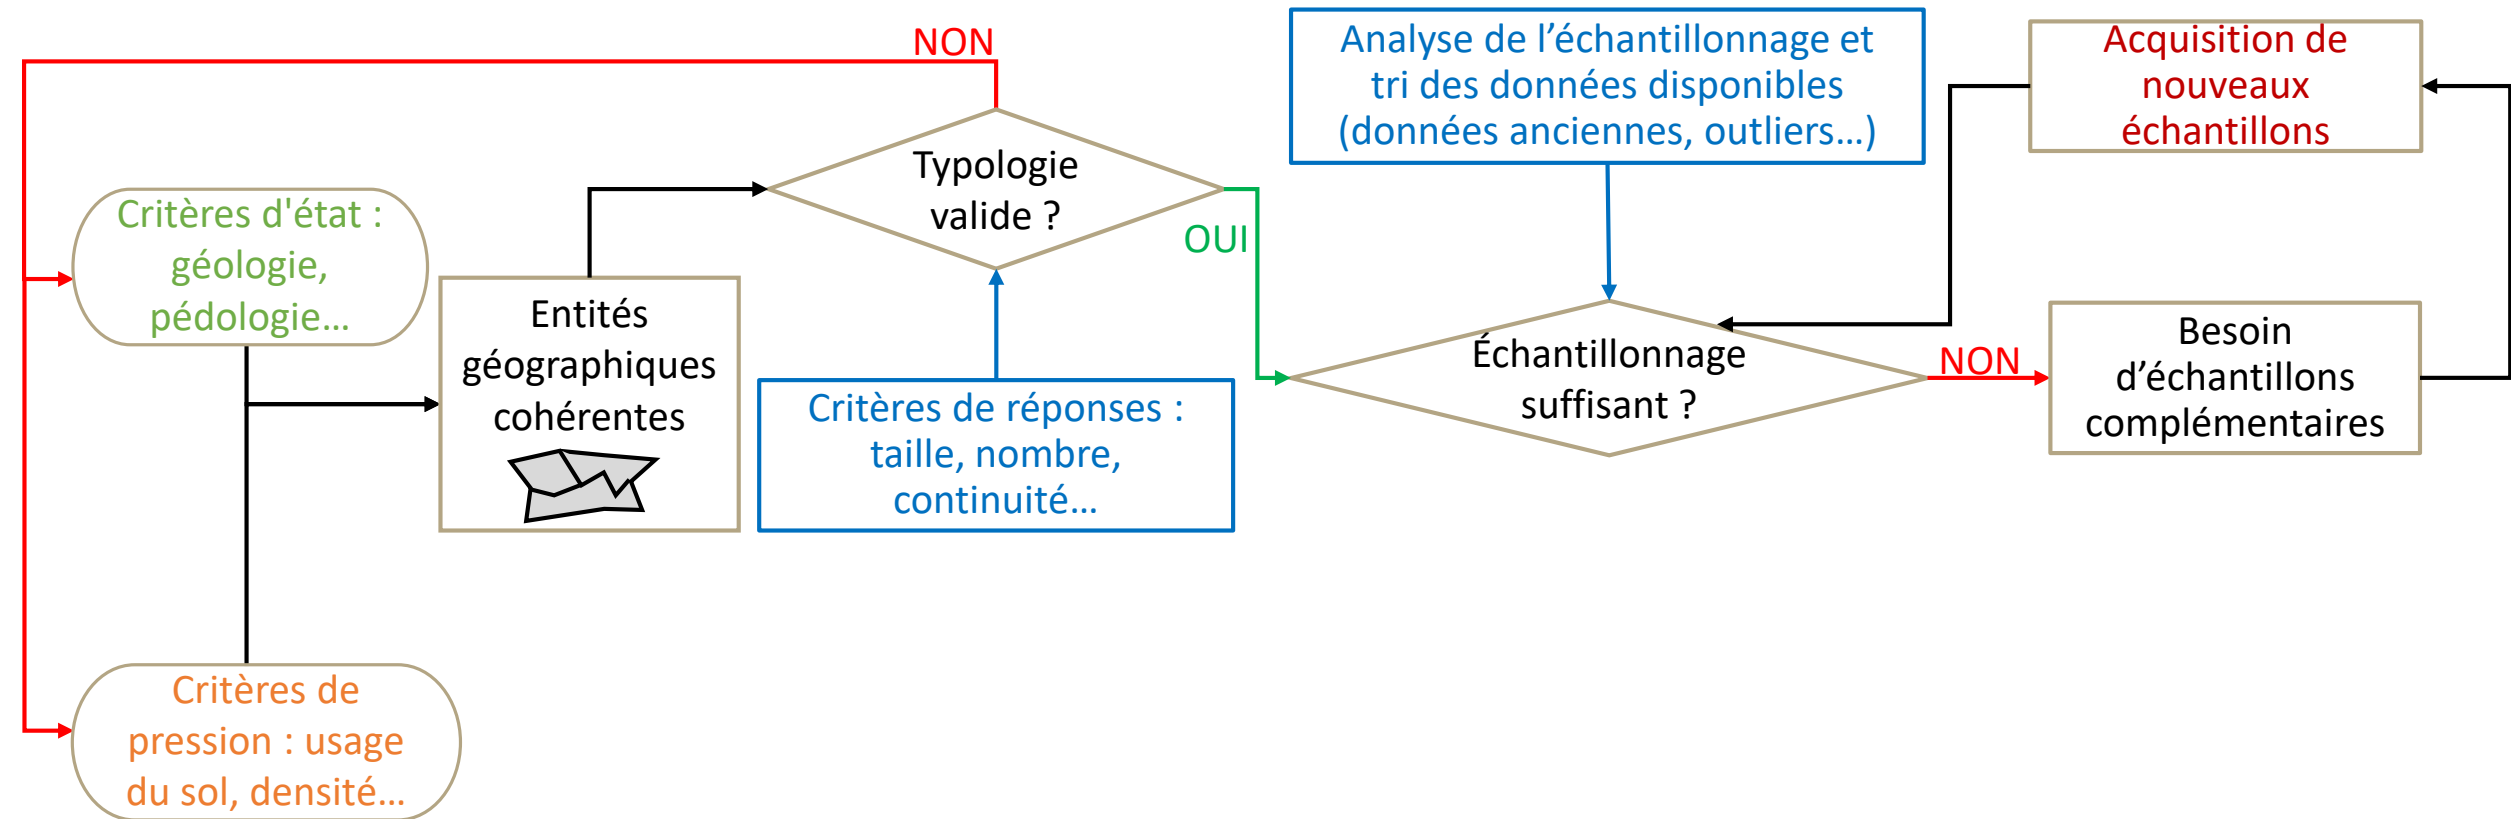 NON
Analyse de l’échantillonnage et
tri des données disponibles
(données anciennes, outliers…)
Acquisition de
nouveaux
échantillons
Typologie
valide ?
Critères d'état :
géologie,
pédologie…
OUI
Entités
géographiques
cohérentes
Échantillonnage
suffisant ?
NON
Besoin
d’échantillons
complémentaires
Critères de réponses :
taille, nombre,
continuité…
Critères de
pression : usage
du sol, densité…